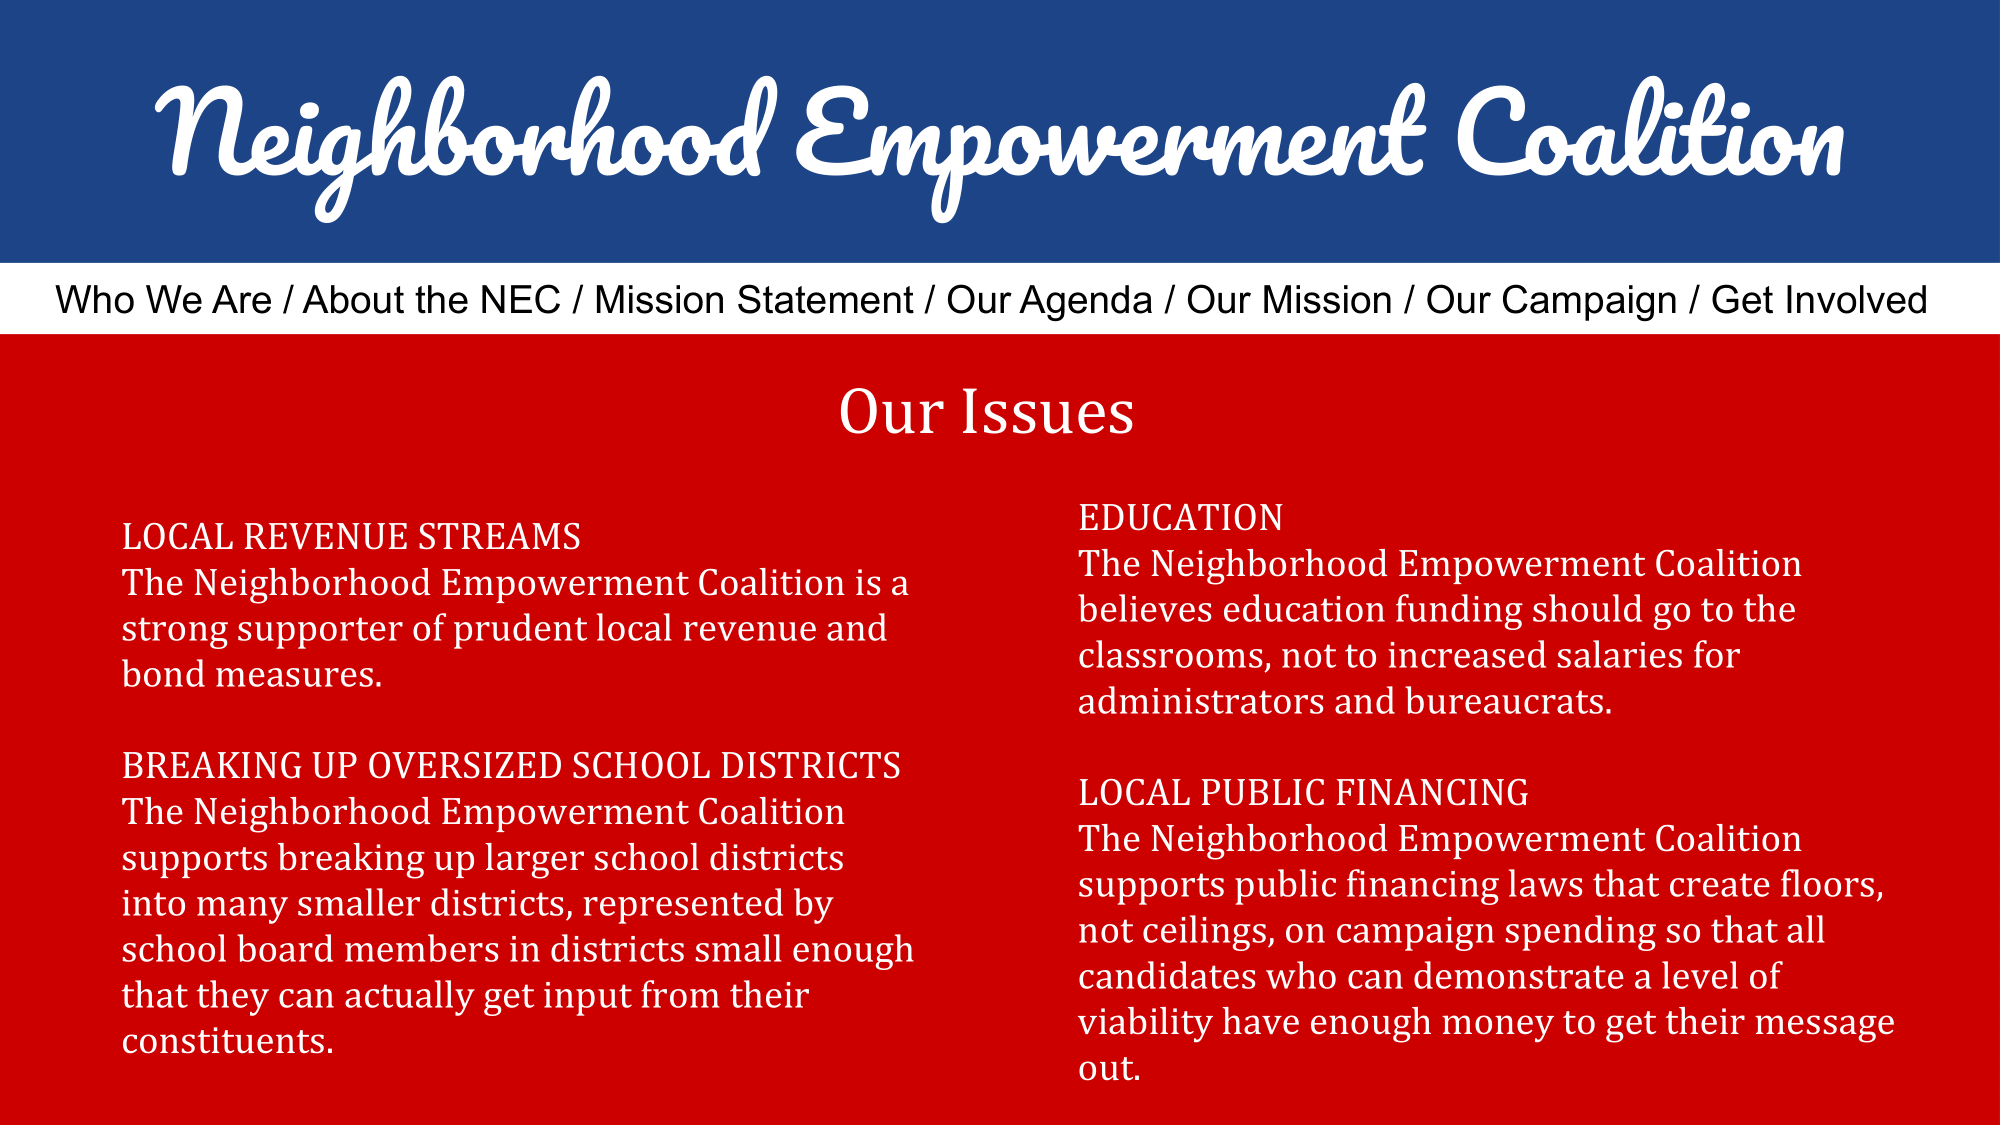 Neighborhood Empowerment Coalition
Who We Are / About the NEC / Mission Statement / Our Agenda / Our Mission / Our Campaign / Get Involved
Our Issues
LOCAL REVENUE STREAMS
The Neighborhood Empowerment Coalition is a
strong supporter of prudent local revenue and
bond measures.
BREAKING UP OVERSIZED SCHOOL DISTRICTS
The Neighborhood Empowerment Coalition
supports breaking up larger school districts
into many smaller districts, represented by
school board members in districts small enough
that they can actually get input from their
constituents.
EDUCATION
The Neighborhood Empowerment Coalition
believes education funding should go to the
classrooms, not to increased salaries for
administrators and bureaucrats.
LOCAL PUBLIC FINANCING
The Neighborhood Empowerment Coalition
supports public financing laws that create floors,
not ceilings, on campaign spending so that all
candidates who can demonstrate a level of
viability have enough money to get their message
out.